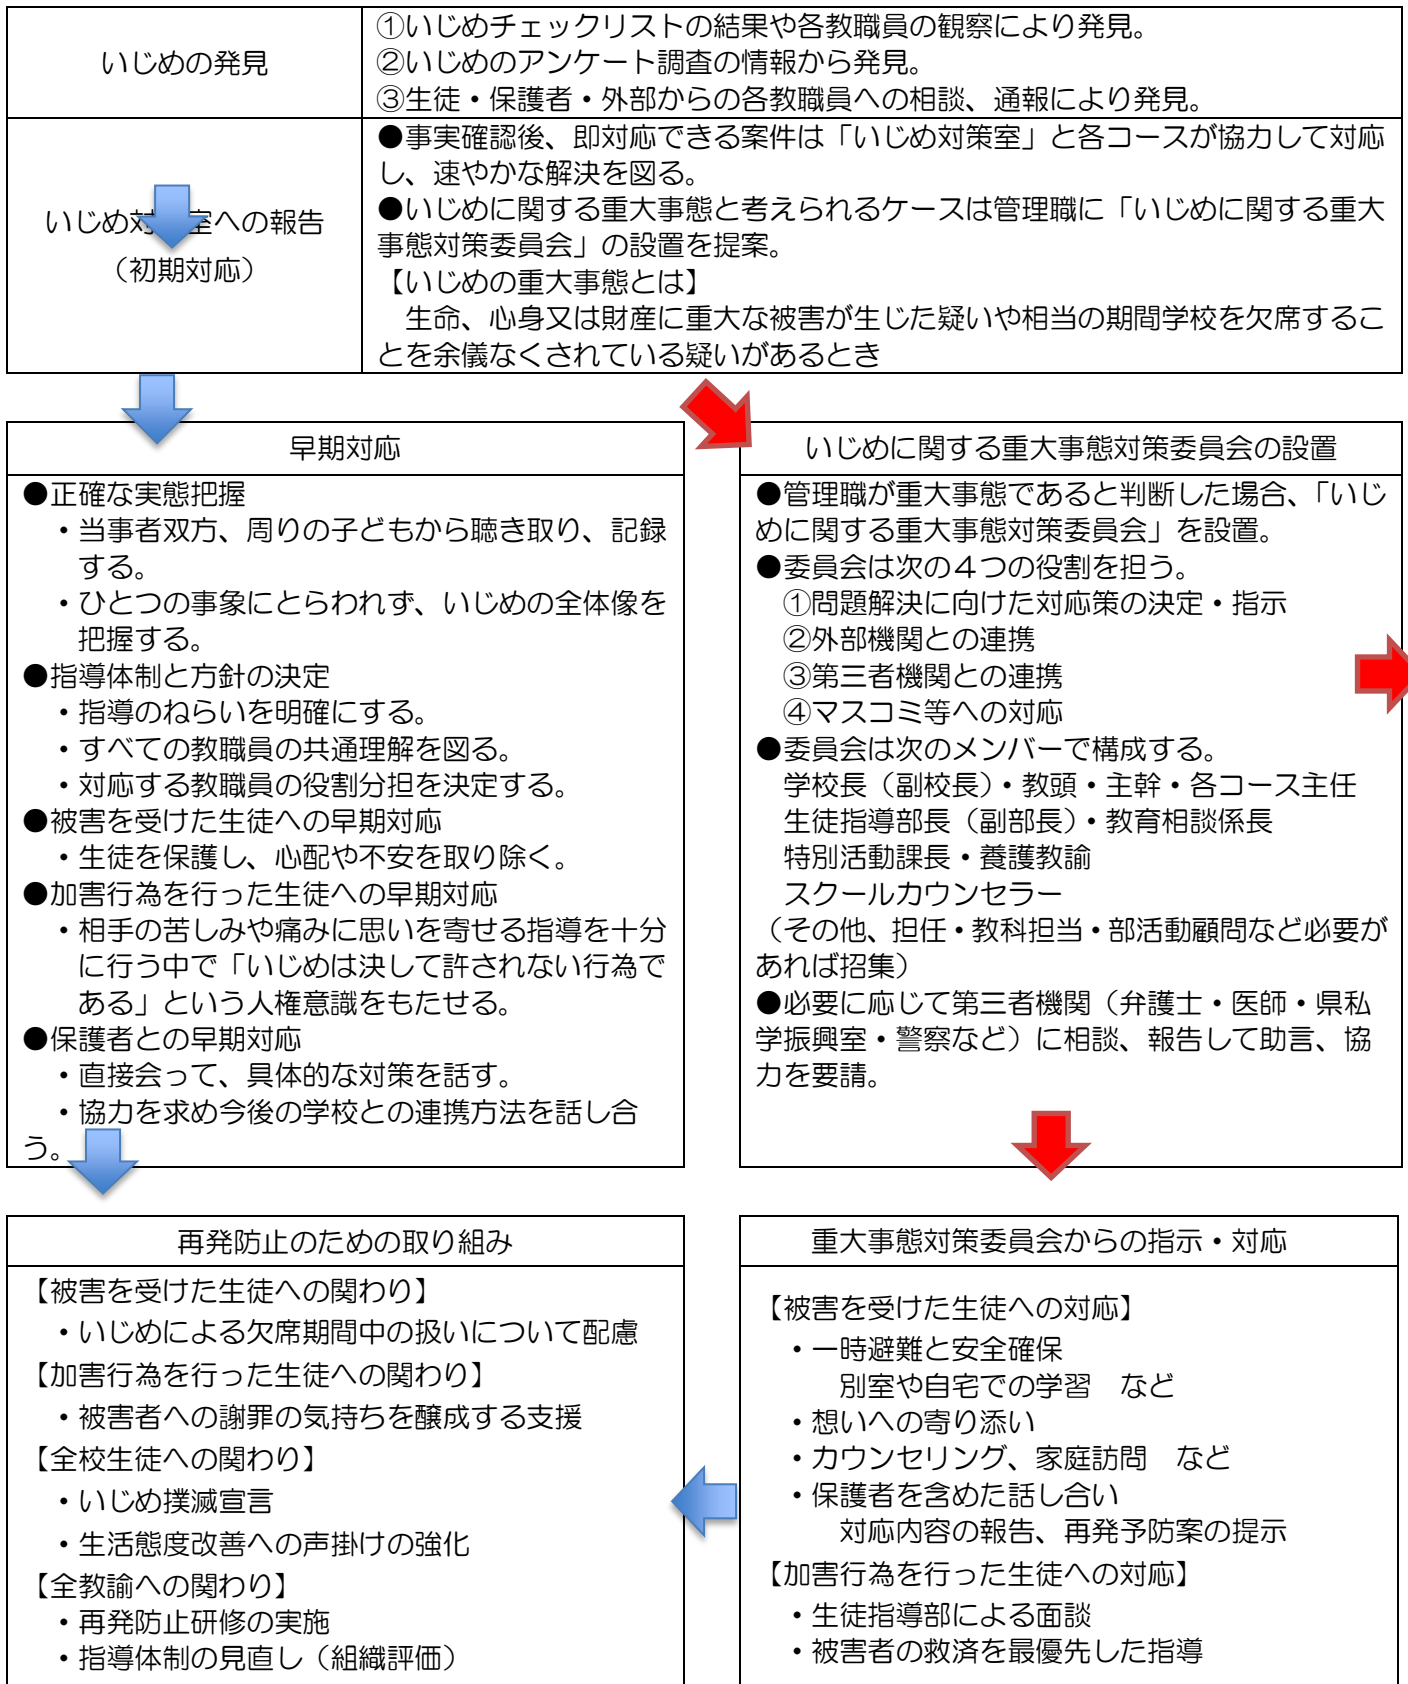 いじめの発見
①いじめチェックリストの結果や各教職員の観察により発見。
②いじめのアンケート調査の情報から発見。
③生徒・保護者・外部からの各教職員への相談、通報により発見。
いじめ対 室への報告
（初期対応）
●事実確認後、即対応できる案件は「いじめ対策室」と各コースが協力して対応
し、速やかな解決を図る。
●いじめに関する重大事態と考えられるケースは管理職に「いじめに関する重大
事態対策委員会」の設置を提案。
【いじめの重大事態とは】
　生命、心身又は財産に重大な被害が生じた疑いや相当の期間学校を欠席するこ
とを余儀なくされている疑いがあるとき
早期対応
●正確な実態把握
・当事者双方、周りの子どもから聴き取り、記録
する。
・ひとつの事象にとらわれず、いじめの全体像を
把握する。
●指導体制と方針の決定
・指導のねらいを明確にする。
・すべての教職員の共通理解を図る。
・対応する教職員の役割分担を決定する。
●被害を受けた生徒への早期対応
・生徒を保護し、心配や不安を取り除く。
●加害行為を行った生徒への早期対応
・相手の苦しみや痛みに思いを寄せる指導を十分
に行う中で「いじめは決して許されない行為で
ある」という人権意識をもたせる。
●保護者との早期対応
・直接会って、具体的な対策を話す。
・協力を求め今後の学校との連携方法を話し合
う。
いじめに関する重大事態対策委員会の設置
●管理職が重大事態であると判断した場合、「いじ
めに関する重大事態対策委員会」を設置。
●委員会は次の４つの役割を担う。
①問題解決に向けた対応策の決定・指示
②外部機関との連携
③第三者機関との連携
④マスコミ等への対応
●委員会は次のメンバーで構成する。
学校長（副校長）・教頭・主幹・各コース主任
生徒指導部長（副部長）・教育相談係長
特別活動課長・養護教諭
スクールカウンセラー
（その他、担任・教科担当・部活動顧問など必要が
あれば招集）
●必要に応じて第三者機関（弁護士・医師・県私
学振興室・警察など）に相談、報告して助言、協
力を要請。
再発防止のための取り組み
【被害を受けた生徒への関わり】
・いじめによる欠席期間中の扱いについて配慮
【加害行為を行った生徒への関わり】
・被害者への謝罪の気持ちを醸成する支援
【全校生徒への関わり】
・いじめ撲滅宣言
・生活態度改善への声掛けの強化
【全教諭への関わり】
・再発防止研修の実施
・指導体制の見直し（組織評価）
重大事態対策委員会からの指示・対応
【被害を受けた生徒への対応】
・一時避難と安全確保
別室や自宅での学習　など
・想いへの寄り添い
・カウンセリング、家庭訪問　など
・保護者を含めた話し合い
対応内容の報告、再発予防案の提示
【加害行為を行った生徒への対応】
・生徒指導部による面談
・被害者の救済を最優先した指導